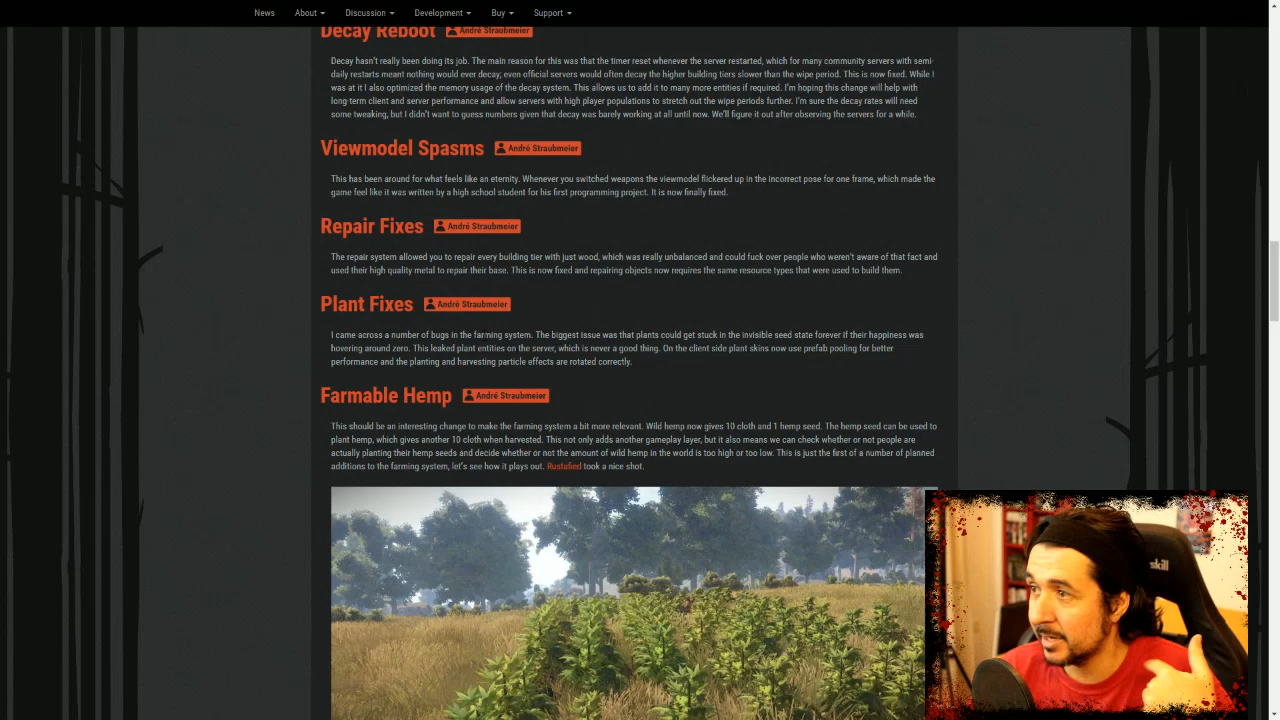 News About Discussion Development Buy Support
Decay Reboot André Straubmeier
Decay hasn't really been doing its job. The main reason for this was that the timer reset whenever the server restarted, which for many community servers with semi-
daily restarts meant nothing would ever decay; even official servers would often decay the higher building tiers slower than the wipe period. This is now fixed. While I
was at it I also optimized the memory usage of the decay system. This allows us to add it to many more entities if required. I'm hoping this change will help with
long term client and server performance and allow servers with high player populations to stretch out the wipe periods further. I'm sure the decay rates will need
some tweaking, but I didn't want to guess numbers given that decay was barely working at all until now. We'll figure it out after observing the servers for a while.
Viewmodel Spasms André Straubmeier
This has been around for what feels like an eternity. Whenever you switched weapons the viewmodel flickered up in the incorrect pose for one frame, which made the
game feel like it was written by a high school student for his first programming project. It is now finally fixed.
Repair Fixes André Straubmeier
The repair system allowed you to repair every building tier with just wood, which was really unbalanced and could fuck over people who weren't aware of that fact and
used their high quality metal to repair their base. This is now fixed and repairing objects now requires the same resource types that were used to build them.
Plant Fixes André Straubmeier
I came across a number of bugs in the farming system. The biggest issue was that plants could get stuck in the invisible seed state forever if their happiness was
hovering around zero. This leaked plant entities on the server, which is never a good thing. On the client side plant skins now use prefab pooling for better
performance and the planting and harvesting particle effects are rotated correctly.
Farmable Hemp André Straubmeier
This should be an interesting change to make the farming system a bit more relevant. Wild hemp now gives 10 cloth and 1 hemp seed. The hemp seed can be used to
plant hemp, which gives another 10 cloth when harvested. This not only adds another gameplay layer, but it also means we can check whether or not people are
actually planting their hemp seeds and decide whether or not the amount of wild hemp in the world is too high or too low. This is just the first of a number of planned
additions to the farming system, let's see how it plays out. Rustafied took a nice shot.
skill